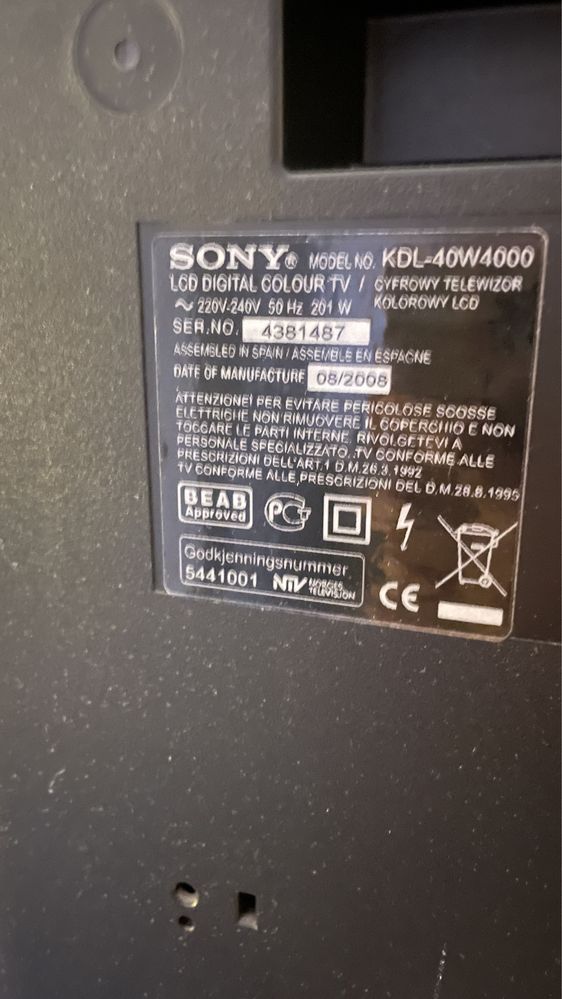 SONY® MODEL NO. KDL-40W4000
LCD DIGITAL COLOUR TV / CYFROWY TELEWIZOR
~ 220V-240V 50 Hz 201 W KOLOROWY LCD
SER.NO. 4381487
ASSEMBLED IN SPAIN / ASSEMBLE EN ESPAGNE
DATE OF MANUFACTURE 08/2008
ATTENZIONE! PER EVITARE PERICOLOSE SCOSSE
ELETTRICHE NON RIMUOVERE IL COPERCHIO E NON
TOCCARE LE PARTI INTERNE. RIVOLGETEVI A
PERSONALE SPECIALIZZATO. TV CONFORME ALLE
PRESCRIZIONI DELL'ART.1 D.M.26.3.1992
TV CONFORME ALLE PRESCRIZIONI DEL D.M.28.8.1995
BEAB
Approved
PCT
Godkjenningsnummer
5441001 NTV NORGES
TELEVISJON
CE